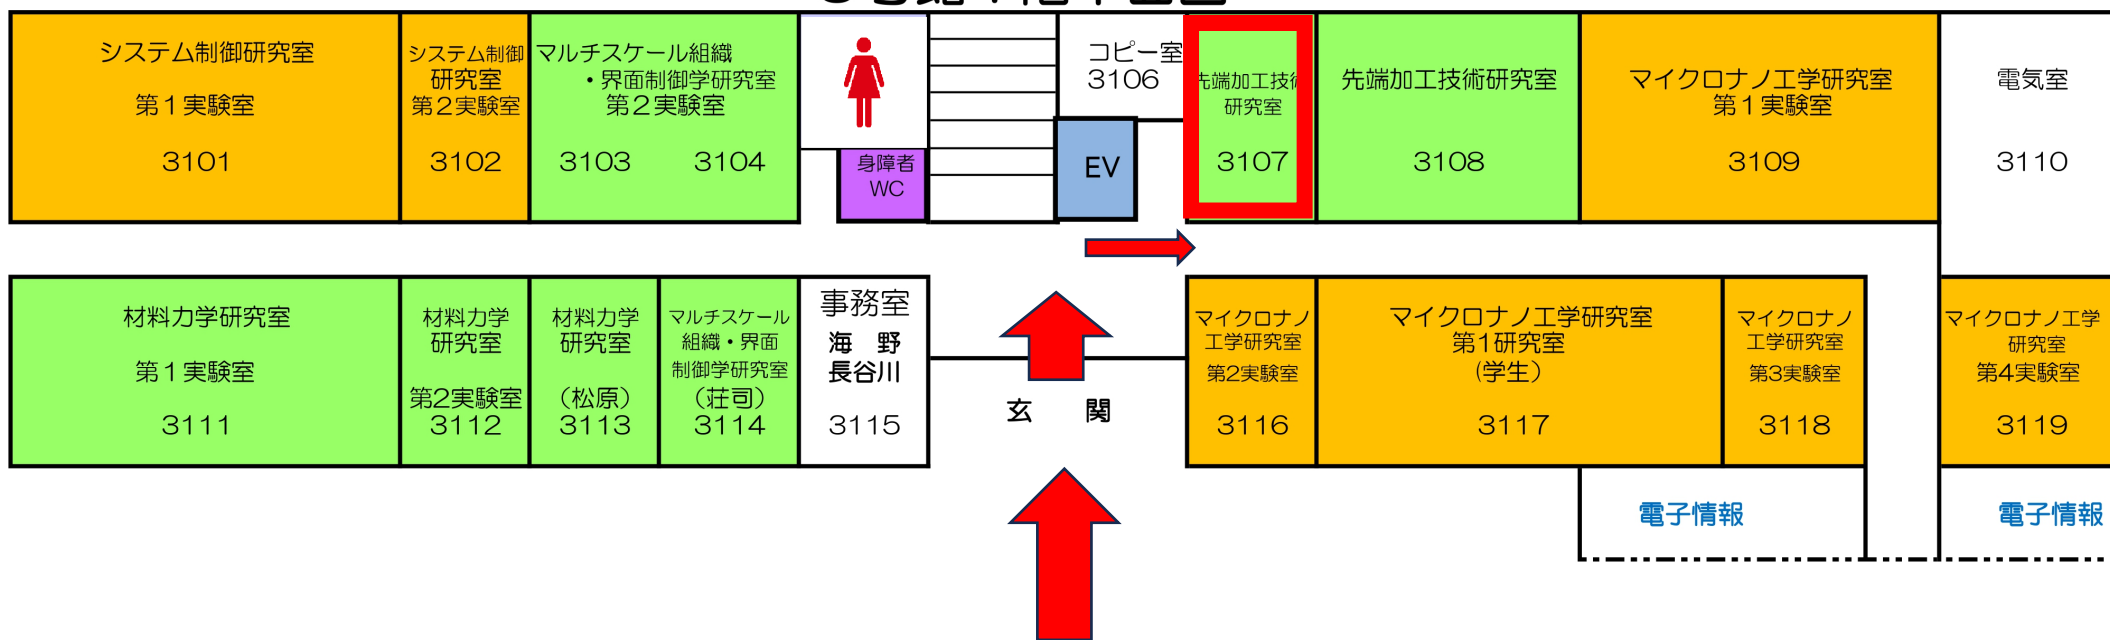 システム制御研究室
第１実験室
3101
システム制御
研究室
第２実験室
3102
マルチスケール組織
・界面制御学研究室
第２実験室
3103 3104
身障者
WC
EV
コピー室
3106
先端加工技術
研究室
3107
先端加工技術研究室
3108
マイクロナノ工学研究室
第１実験室
3109
電気室
3110
材料力学研究室
第１実験室
3111
材料力学
研究室
第2実験室
3112
材料力学
研究室
（松原）
3113
マルチスケール
組織・界面
制御学研究室
（荘司）
3114
事務室
海 野
長谷川
3115
玄 関
マイクロナノ
工学研究室
第2実験室
3116
マイクロナノ工学研究室
第1研究室
(学生）
3117
マイクロナノ
工学研究室
第3実験室
3118
マイクロナノ工学
研究室
第4実験室
3119
電子情報
電子情報